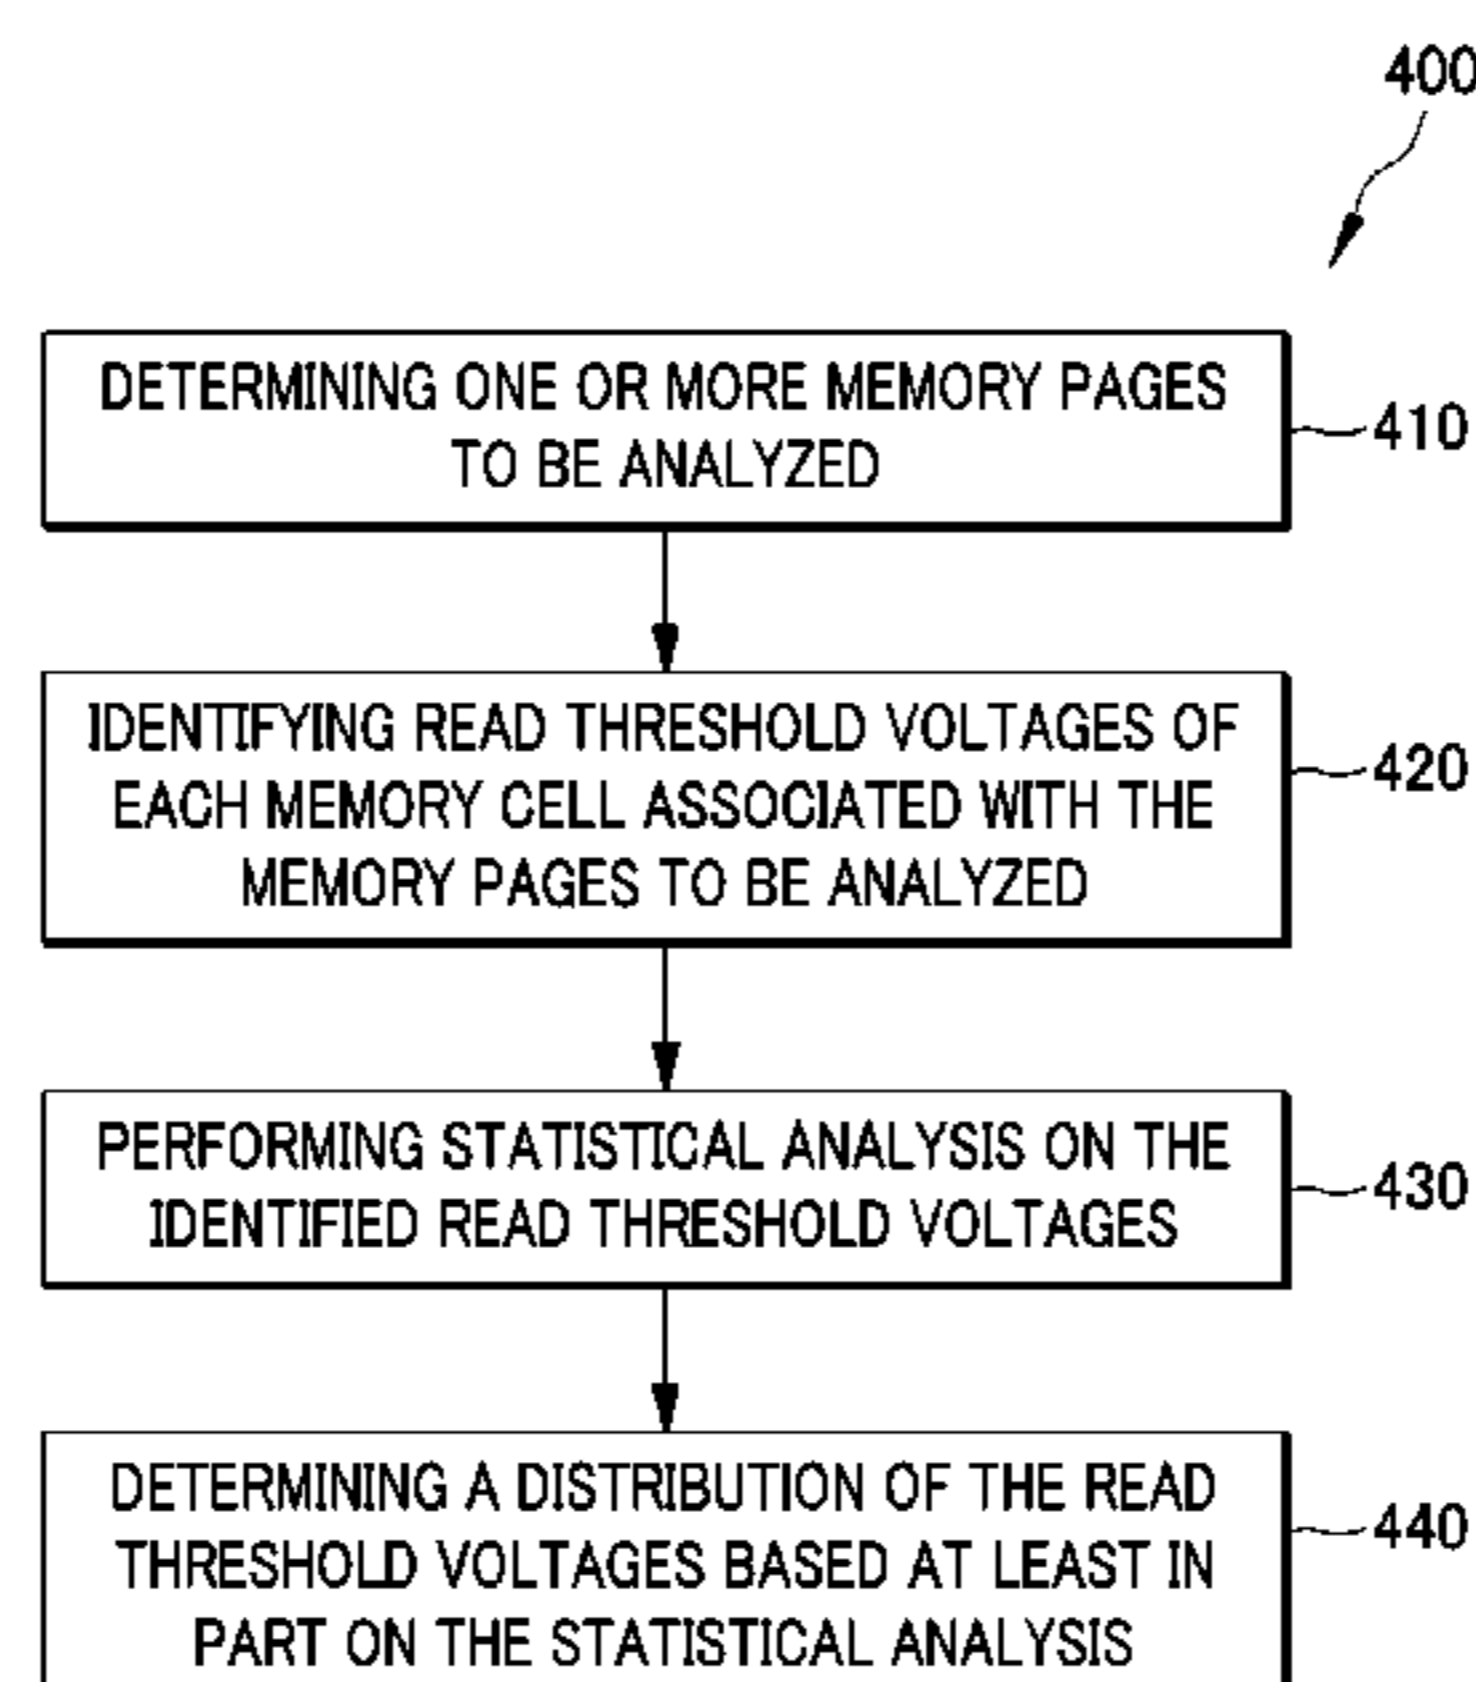 400
DETERMINING ONE OR MORE MEMORY PAGES
TO BE ANALYZED
410
IDENTIFYING READ THRESHOLD VOLTAGES OF
EACH MEMORY CELL ASSOCIATED WITH THE
MEMORY PAGES TO BE ANALYZED
420
PERFORMING STATISTICAL ANALYSIS ON THE
IDENTIFIED READ THRESHOLD VOLTAGES
430
DETERMINING A DISTRIBUTION OF THE READ
THRESHOLD VOLTAGES BASED AT LEAST IN
PART ON THE STATISTICAL ANALYSIS
440